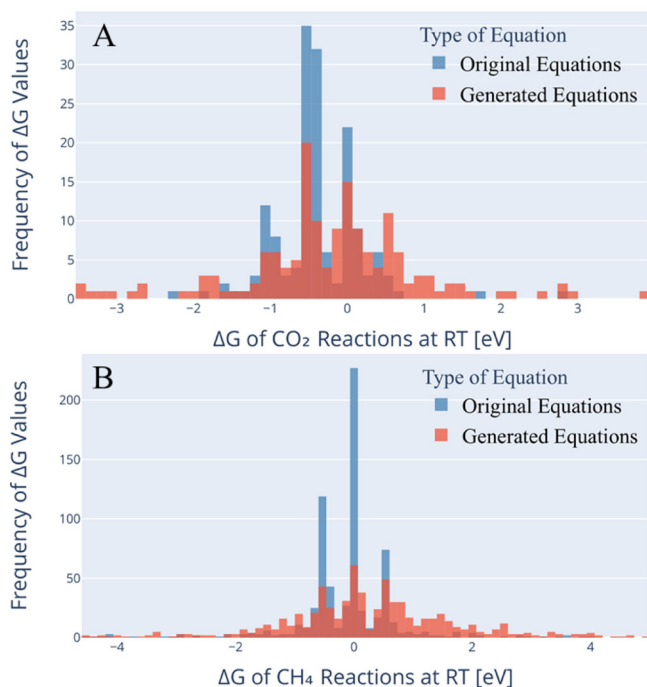 A
Type of Equation
Original Equations
Generated Equations
Frequency of ΔG Values
35
30
25
20
15
10
5
0
−3
−2
−1
0
1
2
3
ΔG of CO₂ Reactions at RT [eV]
B
Type of Equation
Original Equations
Generated Equations
Frequency of ΔG Values
200
150
100
50
0
−4
−2
0
2
4
ΔG of CH₄ Reactions at RT [eV]